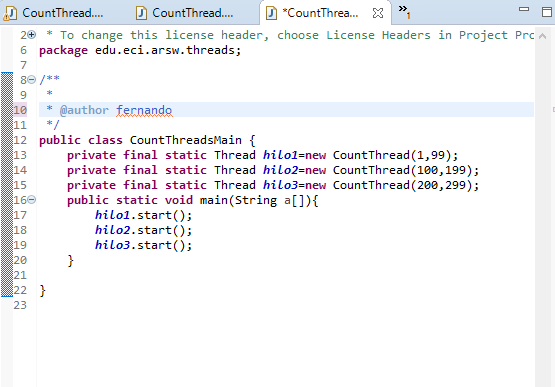 CountThread....
CountThread....
*CountThrea...
»1
2 * To change this license header, choose License Headers in Project Pro
6 package edu.eci.arsw.threads;
7
8 /**
9 *
10 * @author fernando
11 */
12 public class CountThreadsMain {
13 private final static Thread hilo1=new CountThread(1,99);
14 private final static Thread hilo2=new CountThread(100,199);
15 private final static Thread hilo3=new CountThread(200,299);
16 public static void main(String a[]){
17 hilo1.start();
18 hilo2.start();
19 hilo3.start();
20 }
21
22 }
23